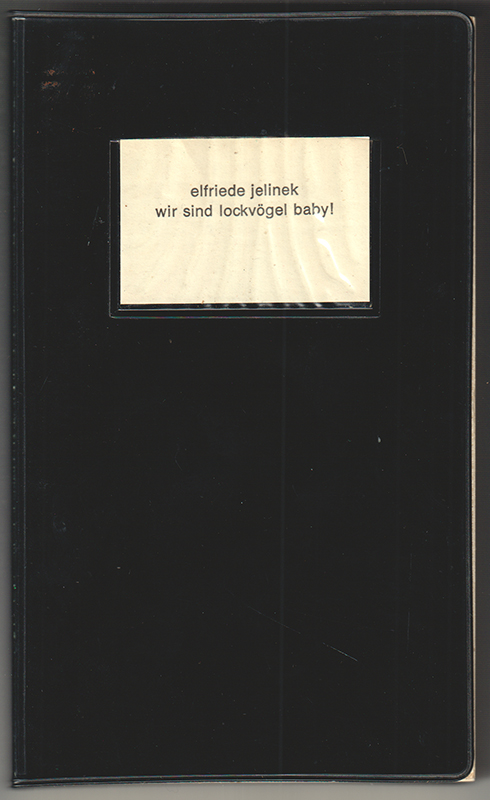 elfriede jelinek
wir sind lockvögel baby!